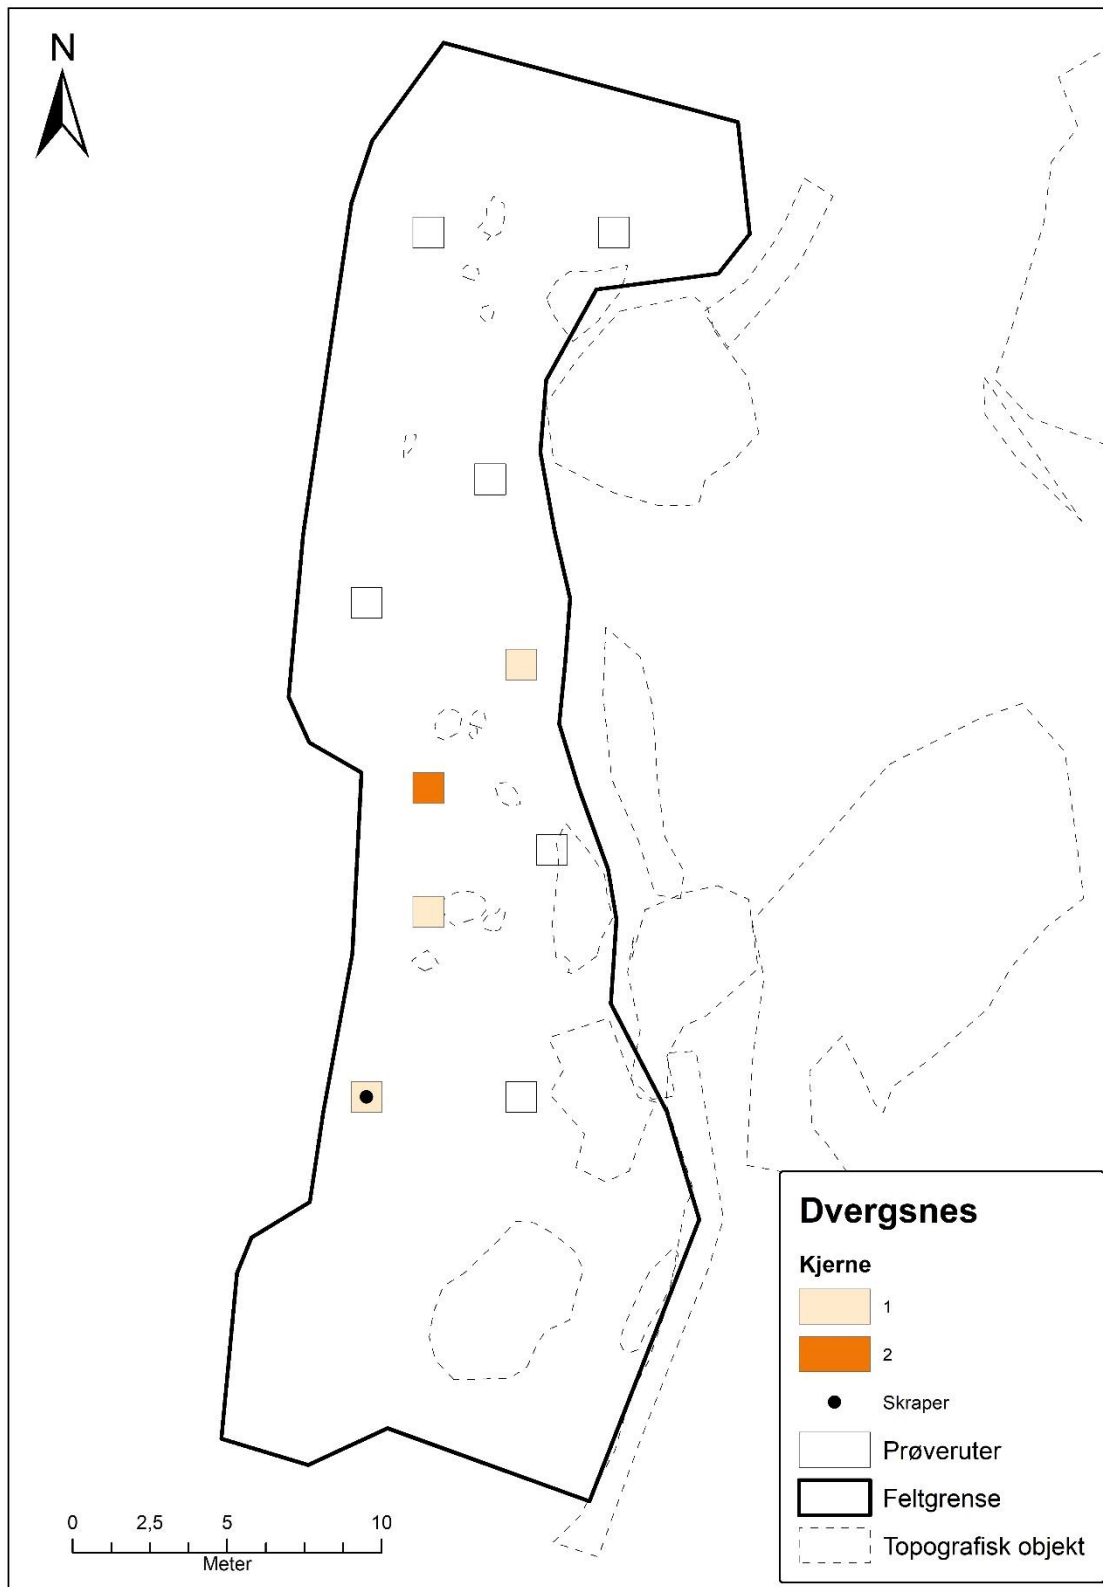 N
Dvergsnes
Kjerne
1
2
Skraper
Prøveruter
Feltgrense
Topografisk objekt
0 2,5 5 10
Meter